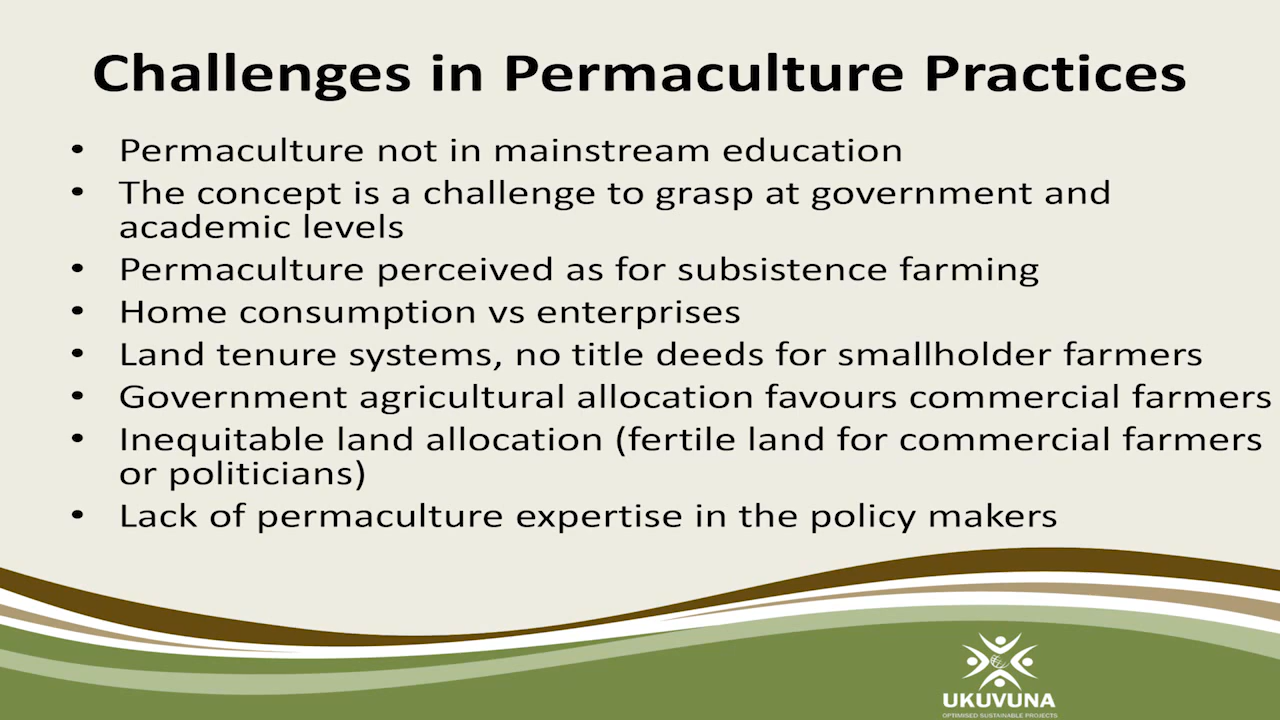 Challenges in Permaculture Practices
• Permaculture not in mainstream education
• The concept is a challenge to grasp at government and
academic levels
• Permaculture perceived as for subsistence farming
• Home consumption vs enterprises
• Land tenure systems, no title deeds for smallholder farmers
• Government agricultural allocation favours commercial farmers
• Inequitable land allocation (fertile land for commercial farmers
or politicians)
• Lack of permaculture expertise in the policy makers
UKUVUNA
OPTIMISED SUSTAINABLE PROJECTS